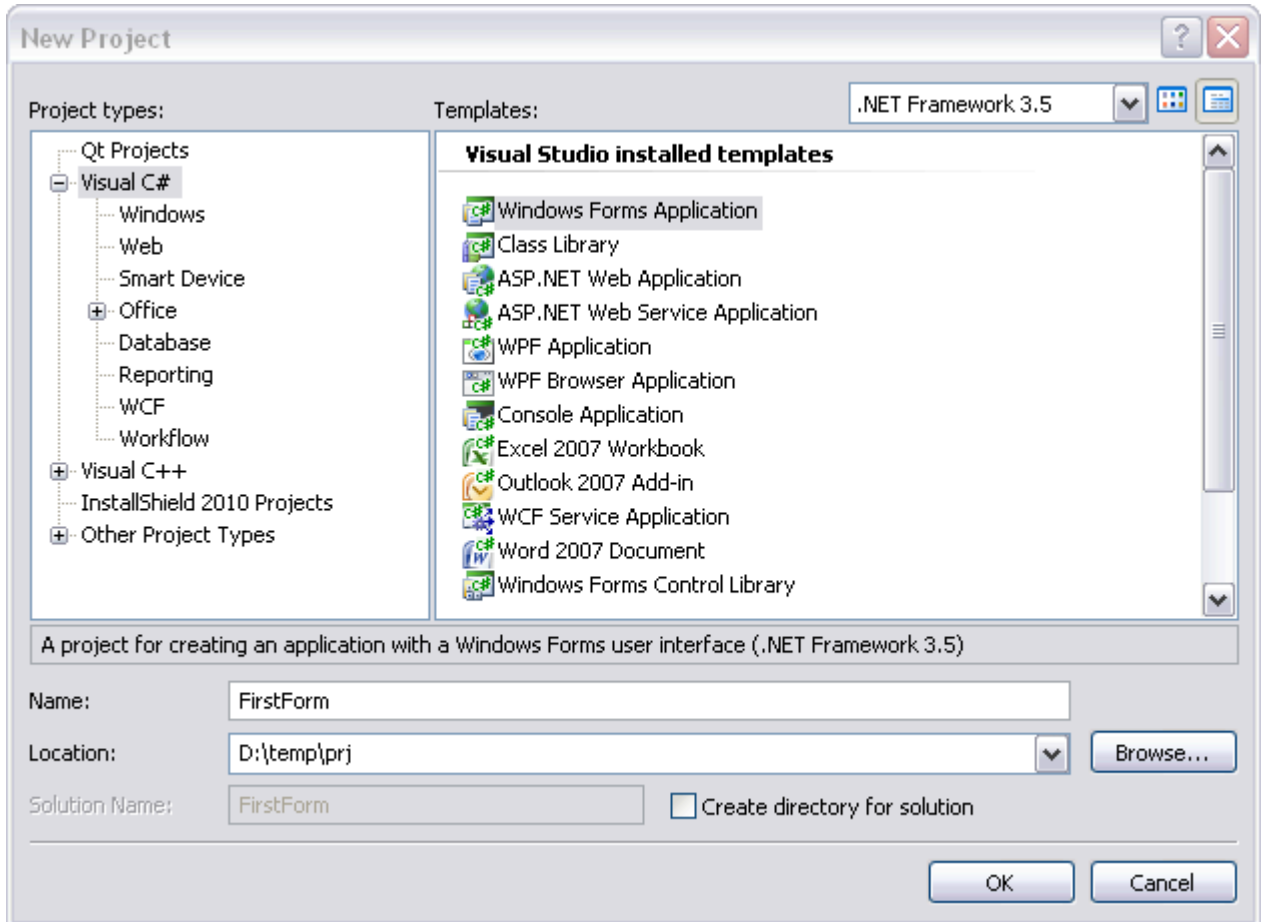 New Project
Project types:
Templates:
.NET Framework 3.5
Qt Projects
Visual C#
Windows
Web
Smart Device
Office
Database
Reporting
WCF
Workflow
Visual C++
InstallShield 2010 Projects
Other Project Types
Visual Studio installed templates
Windows Forms Application
Class Library
ASP.NET Web Application
ASP.NET Web Service Application
WPF Application
WPF Browser Application
Console Application
Excel 2007 Workbook
Outlook 2007 Add-in
WCF Service Application
Word 2007 Document
Windows Forms Control Library
A project for creating an application with a Windows Forms user interface (.NET Framework 3.5)
Name:
FirstForm
Location:
D:\temp\prj
Browse...
Solution Name:
FirstForm
Create directory for solution
OK
Cancel